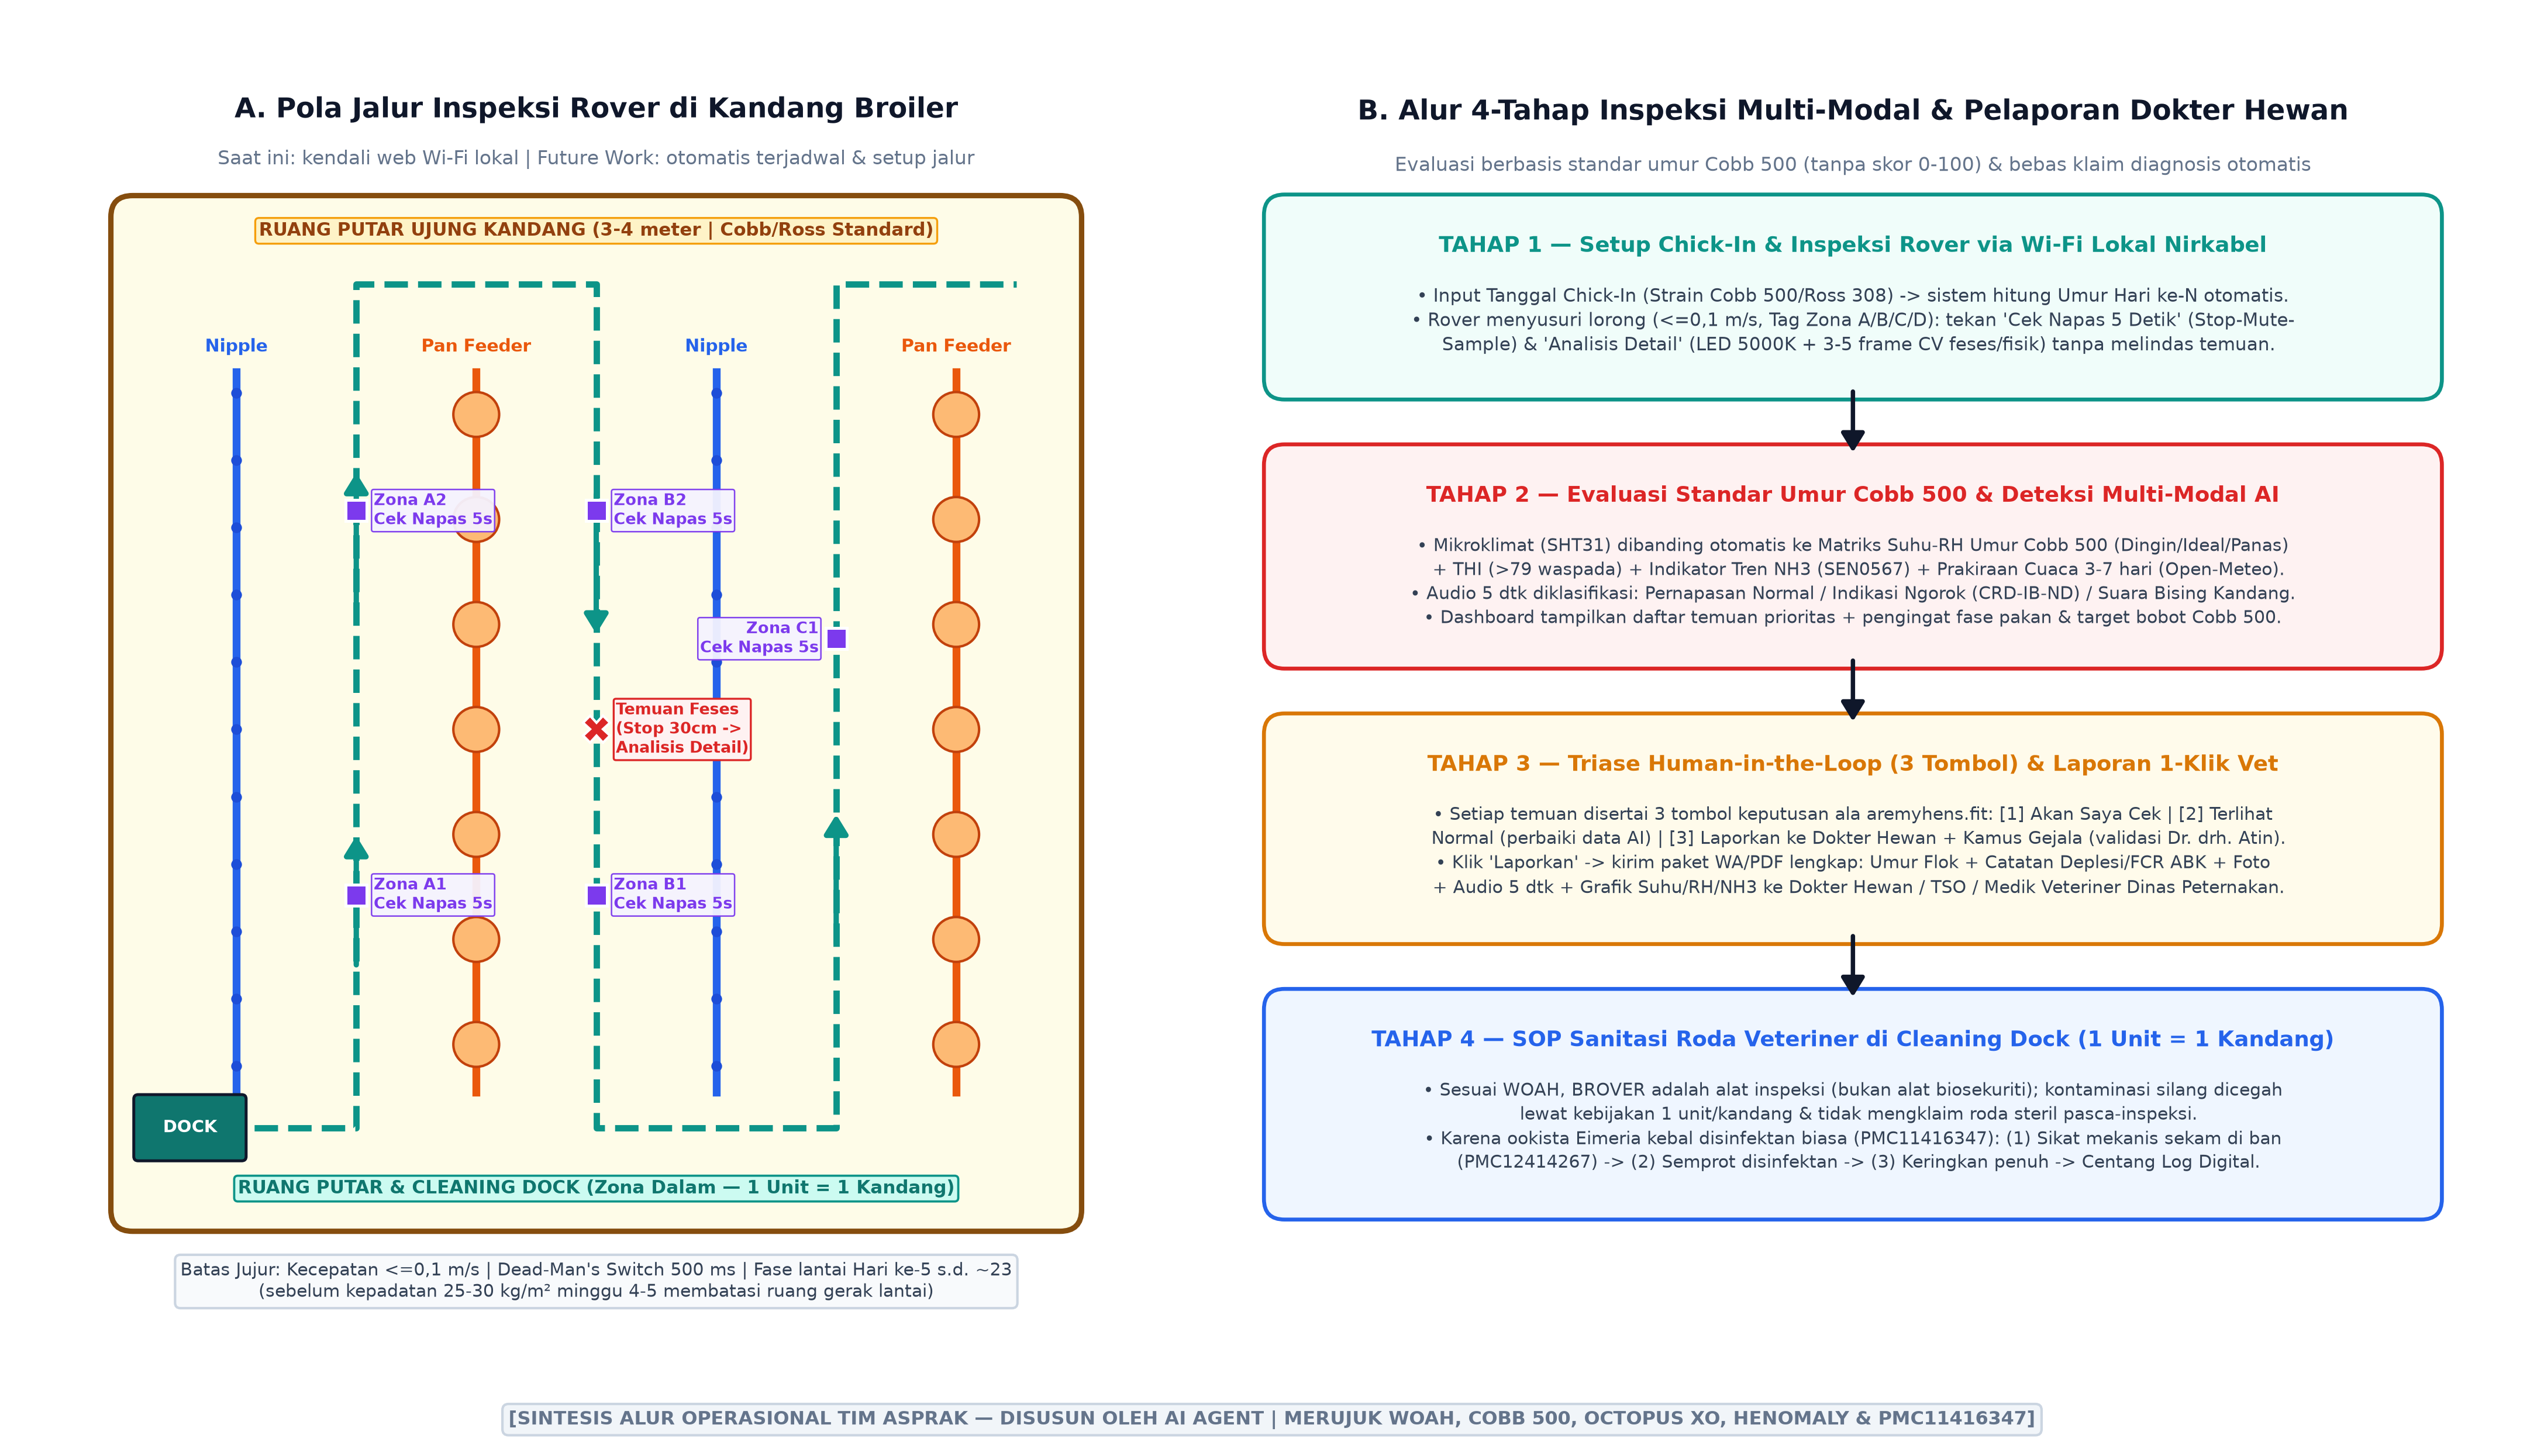 A. Pola Jalur Inspeksi Rover di Kandang Broiler
Saat ini: kendali web Wi-Fi lokal | Future Work: otomatis terjadwal & setup jalur
RUANG PUTAR UJUNG KANDANG (3-4 meter | Cobb/Ross Standard)
Nipple
Pan Feeder
Nipple
Pan Feeder
Zona A2
Cek Napas 5s
Zona B2
Cek Napas 5s
Zona C1
Cek Napas 5s
Temuan Feses
(Stop 30cm ->
Analisis Detail)
Zona A1
Cek Napas 5s
Zona B1
Cek Napas 5s
DOCK
RUANG PUTAR & CLEANING DOCK (Zona Dalam — 1 Unit = 1 Kandang)
Batas Jujur: Kecepatan <=0,1 m/s | Dead-Man's Switch 500 ms | Fase lantai Hari ke-5 s.d. ~23
(sebelum kepadatan 25-30 kg/m² minggu 4-5 membatasi ruang gerak lantai)
B. Alur 4-Tahap Inspeksi Multi-Modal & Pelaporan Dokter Hewan
Evaluasi berbasis standar umur Cobb 500 (tanpa skor 0-100) & bebas klaim diagnosis otomatis
TAHAP 1 — Setup Chick-In & Inspeksi Rover via Wi-Fi Lokal Nirkabel
• Input Tanggal Chick-In (Strain Cobb 500/Ross 308) -> sistem hitung Umur Hari ke-N otomatis.
• Rover menyusuri lorong (<=0,1 m/s, Tag Zona A/B/C/D): tekan 'Cek Napas 5 Detik' (Stop-Mute-
Sample) & 'Analisis Detail' (LED 5000K + 3-5 frame CV feses/fisik) tanpa melindas temuan.
TAHAP 2 — Evaluasi Standar Umur Cobb 500 & Deteksi Multi-Modal AI
• Mikroklimat (SHT31) dibanding otomatis ke Matriks Suhu-RH Umur Cobb 500 (Dingin/Ideal/Panas)
+ THI (>79 waspada) + Indikator Tren NH3 (SEN0567) + Prakiraan Cuaca 3-7 hari (Open-Meteo).
• Audio 5 dtk diklasifikasi: Pernapasan Normal / Indikasi Ngorok (CRD-IB-ND) / Suara Bising Kandang.
• Dashboard tampilkan daftar temuan prioritas + pengingat fase pakan & target bobot Cobb 500.
TAHAP 3 — Triase Human-in-the-Loop (3 Tombol) & Laporan 1-Klik Vet
• Setiap temuan disertai 3 tombol keputusan ala aremyhens.fit: [1] Akan Saya Cek | [2] Terlihat
Normal (perbaiki data AI) | [3] Laporkan ke Dokter Hewan + Kamus Gejala (validasi Dr. drh. Atin).
• Klik 'Laporkan' -> kirim paket WA/PDF lengkap: Umur Flok + Catatan Deplesi/FCR ABK + Foto
+ Audio 5 dtk + Grafik Suhu/RH/NH3 ke Dokter Hewan / TSO / Medik Veteriner Dinas Peternakan.
TAHAP 4 — SOP Sanitasi Roda Veteriner di Cleaning Dock (1 Unit = 1 Kandang)
• Sesuai WOAH, BROVER adalah alat inspeksi (bukan alat biosekuriti); kontaminasi silang dicegah
lewat kebijakan 1 unit/kandang & tidak mengklaim roda steril pasca-inspeksi.
• Karena ookista Eimeria kebal disinfektan biasa (PMC11416347): (1) Sikat mekanis sekam di ban
(PMC12414267) -> (2) Semprot disinfektan -> (3) Keringkan penuh -> Centang Log Digital.
[SINTESIS ALUR OPERASIONAL TIM ASPRAK — DISUSUN OLEH AI AGENT | MERUJUK WOAH, COBB 500, OCTOPUS XO, HENOMALY & PMC11416347]